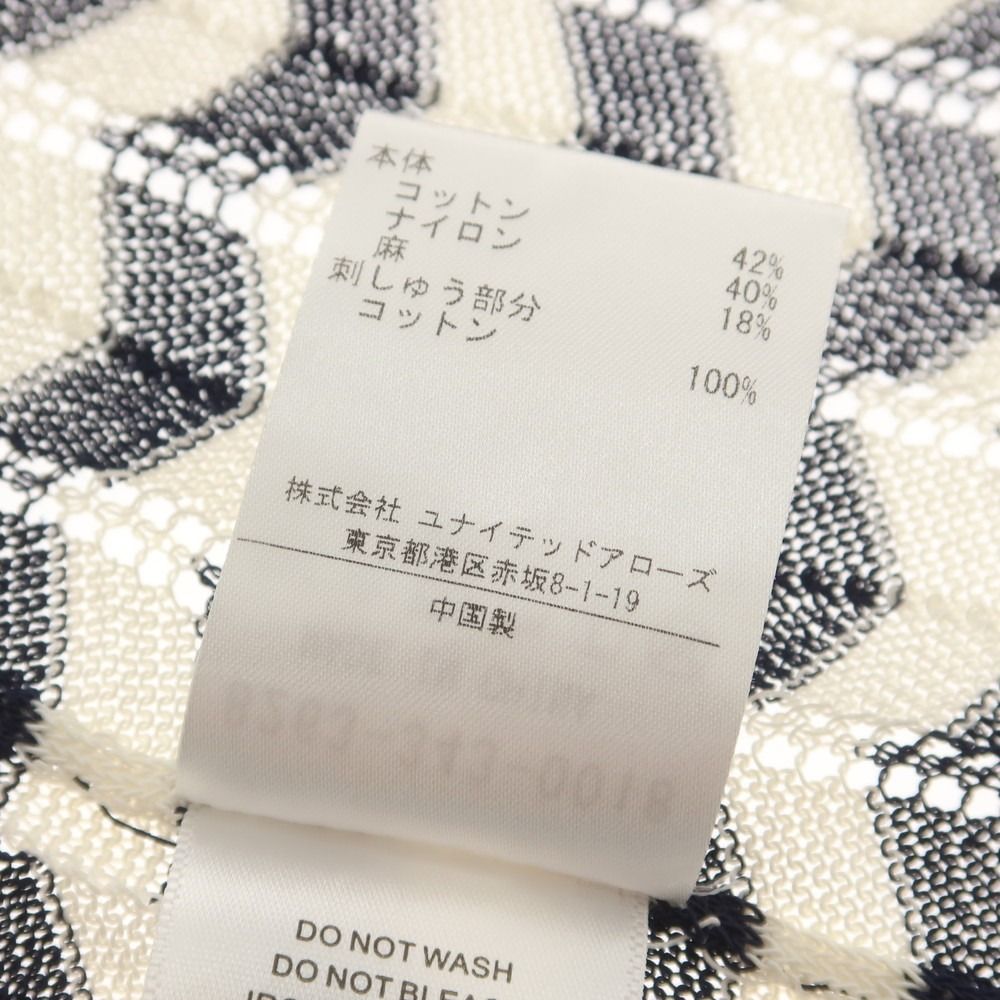 本体
コットン 42%
ナイロン 40%
麻 18%
刺しゅう部分
コットン 100%
株式会社 ユナイテッドアローズ
東京都港区赤坂8-1-19
中国製
DO NOT WASH
DO NOT